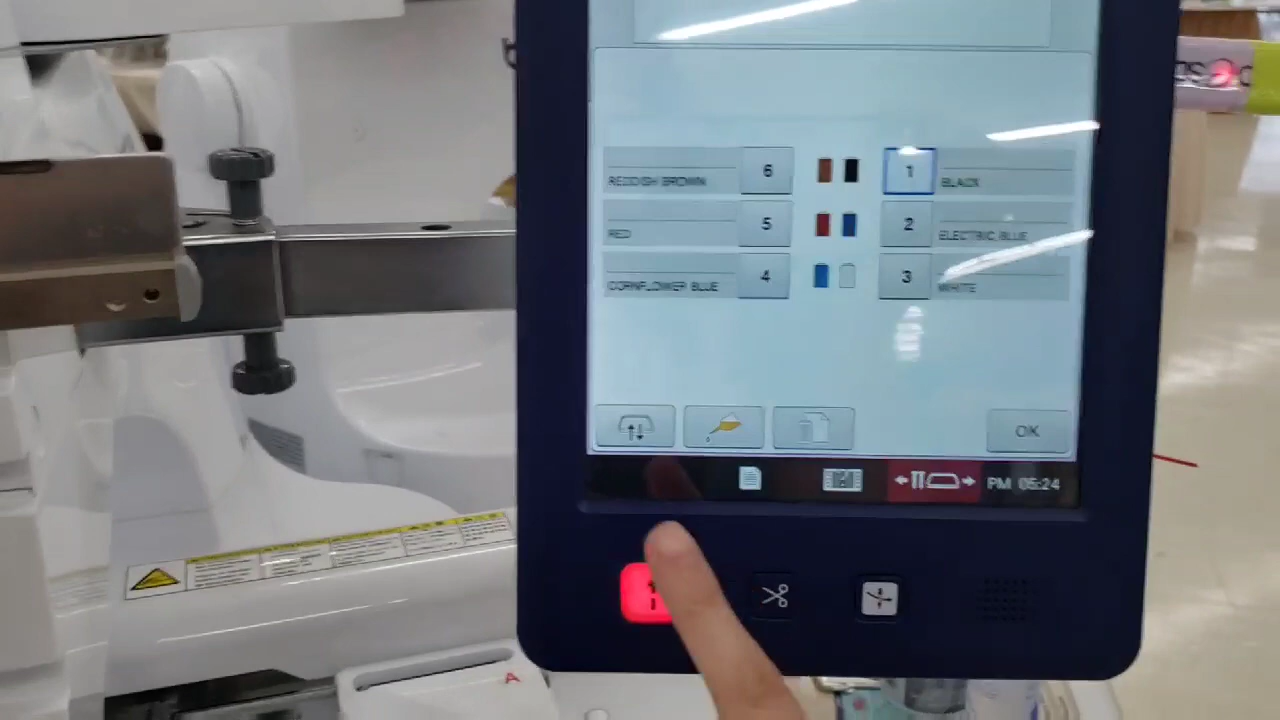 6
REDDISH BROWN
1
BLACK
5
RED
2
ELECTRIC BLUE
4
CORNFLOWER BLUE
3
WHITE
OK
PM 05:24
A